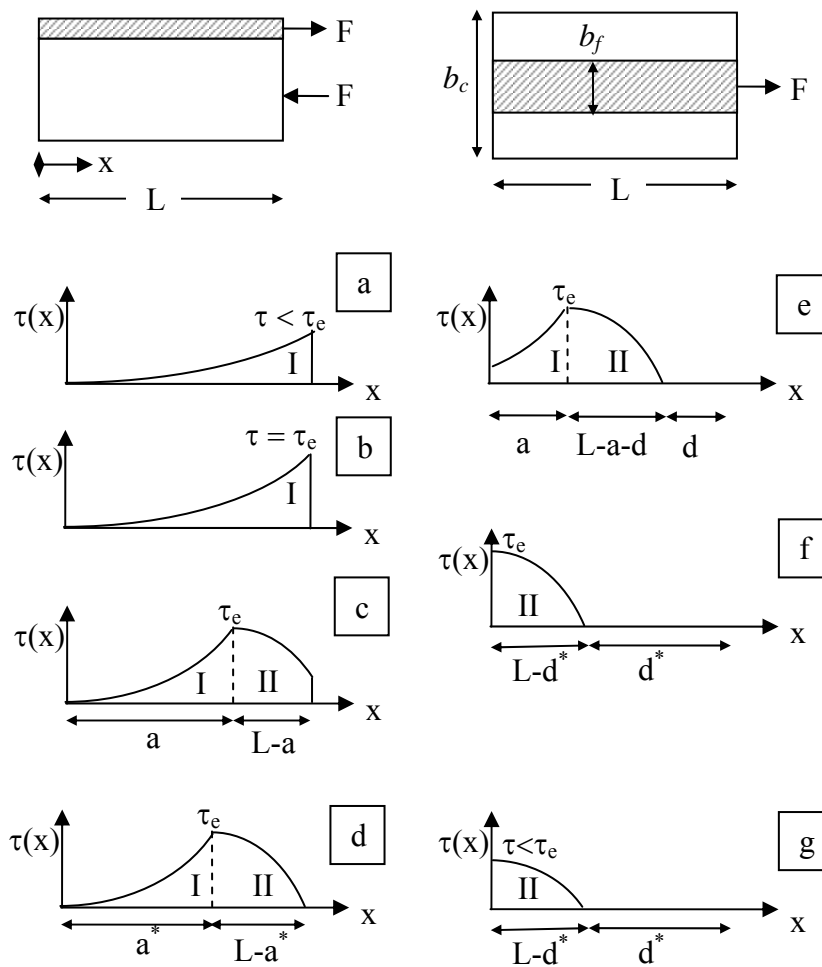 F
F
x
L
b_c
b_f
F
L
a
τ(x)
τ < τ_e
I
x
b
τ(x)
τ = τ_e
I
x
c
τ(x)
τ_e
I II
x
a L-a
d
τ(x)
τ_e
I II
x
a* L-a*
e
τ(x)
τ_e
I II
x
a L-a-d d
f
τ(x)
τ_e
II
x
L-d* d*
g
τ(x)
τ<τ_e
II
x
L-d* d*